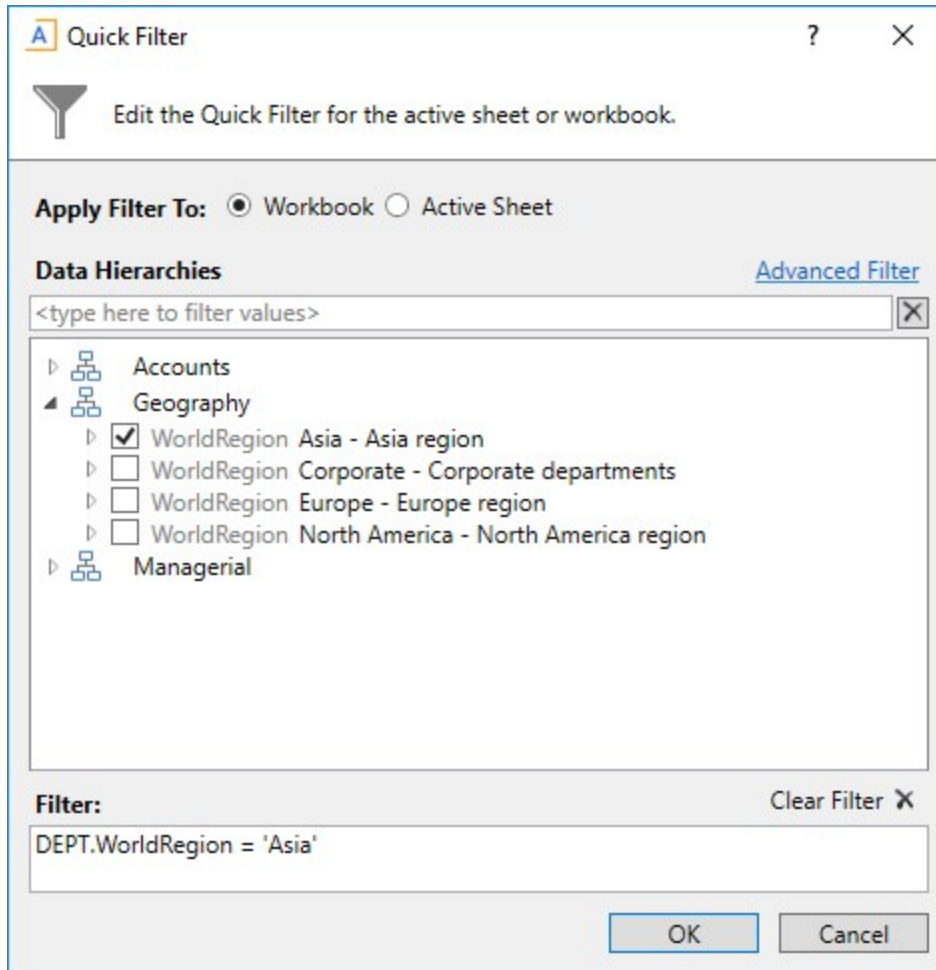 A Quick Filter ?
Edit the Quick Filter for the active sheet or workbook.
Apply Filter To: Workbook Active Sheet
Data Hierarchies Advanced Filter
<type here to filter values>
Accounts
Geography
WorldRegion Asia - Asia region
WorldRegion Corporate - Corporate departments
WorldRegion Europe - Europe region
WorldRegion North America - North America region
Managerial
Filter: Clear Filter
DEPT.WorldRegion = 'Asia'
OK Cancel